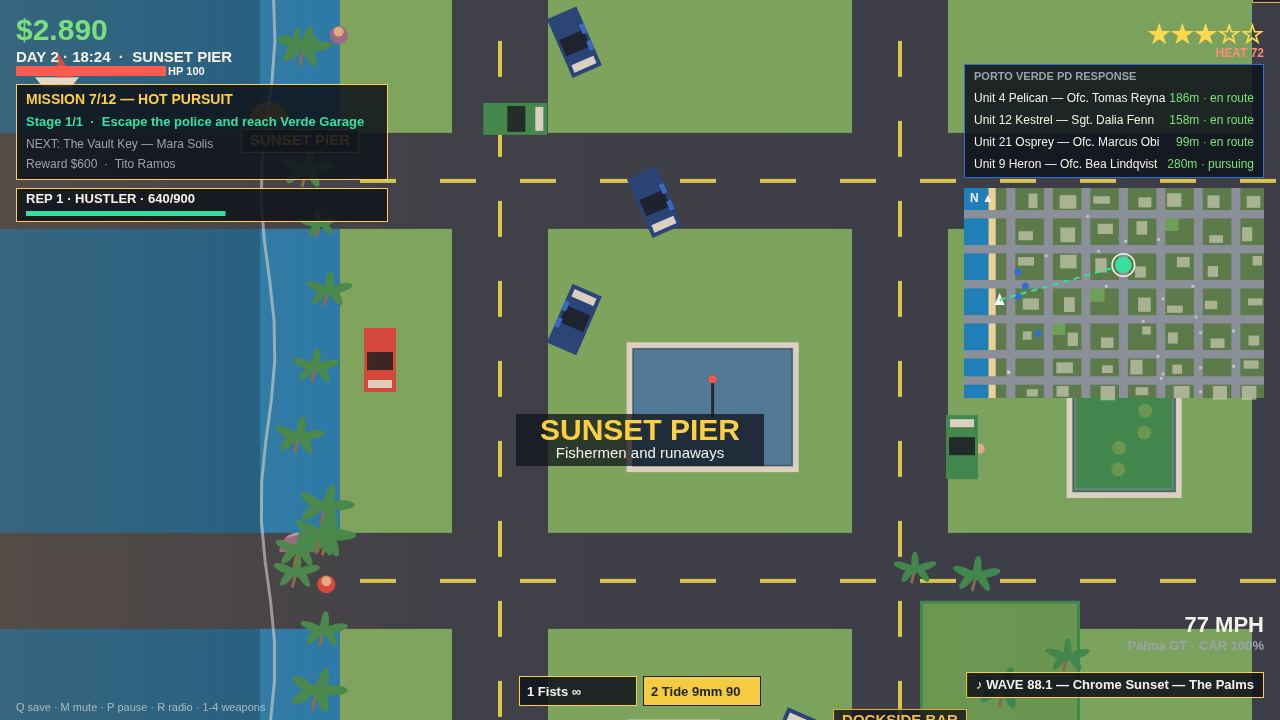 $2.890
DAY 2 · 18:24 · SUNSET PIER
HP 100
MISSION 7/12 — HOT PURSUIT
Stage 1/1 · Escape the police and reach Verde Garage
NEXT: The Vault Key — Mara Solis
Reward $600 · Tito Ramos
SUNSET PIER
REP 1 · HUSTLER · 640/900
★★★☆☆
HEAT 72
PORTO VERDE PD RESPONSE
Unit 4 Pelican — Ofc. Tomas Reyna 186m · en route
Unit 12 Kestrel — Sgt. Dalia Fenn 158m · en route
Unit 21 Osprey — Ofc. Marcus Obi 99m · en route
Unit 9 Heron — Ofc. Bea Lindqvist 280m · pursuing
N ▲
SUNSET PIER
Fishermen and runaways
77 MPH
Palma GT · CAR 100%
♪ WAVE 88.1 — Chrome Sunset — The Palms
1 Fists ∞
2 Tide 9mm 90
DOCKSIDE BAR
Q save · M mute · P pause · R radio · 1-4 weapons